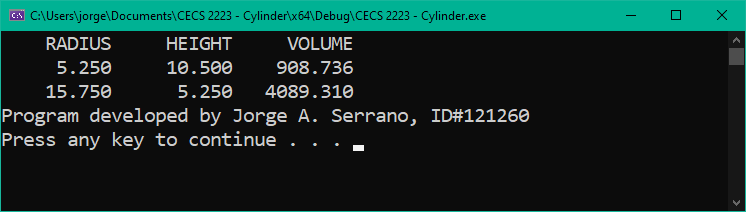 C:\Users\jorge\Documents\CECS 2223 - Cylinder\x64\Debug\CECS 2223 - Cylinder.exe
RADIUS HEIGHT VOLUME
5.250 10.500 908.736
15.750 5.250 4089.310
Program developed by Jorge A. Serrano, ID#121260
Press any key to continue . . .